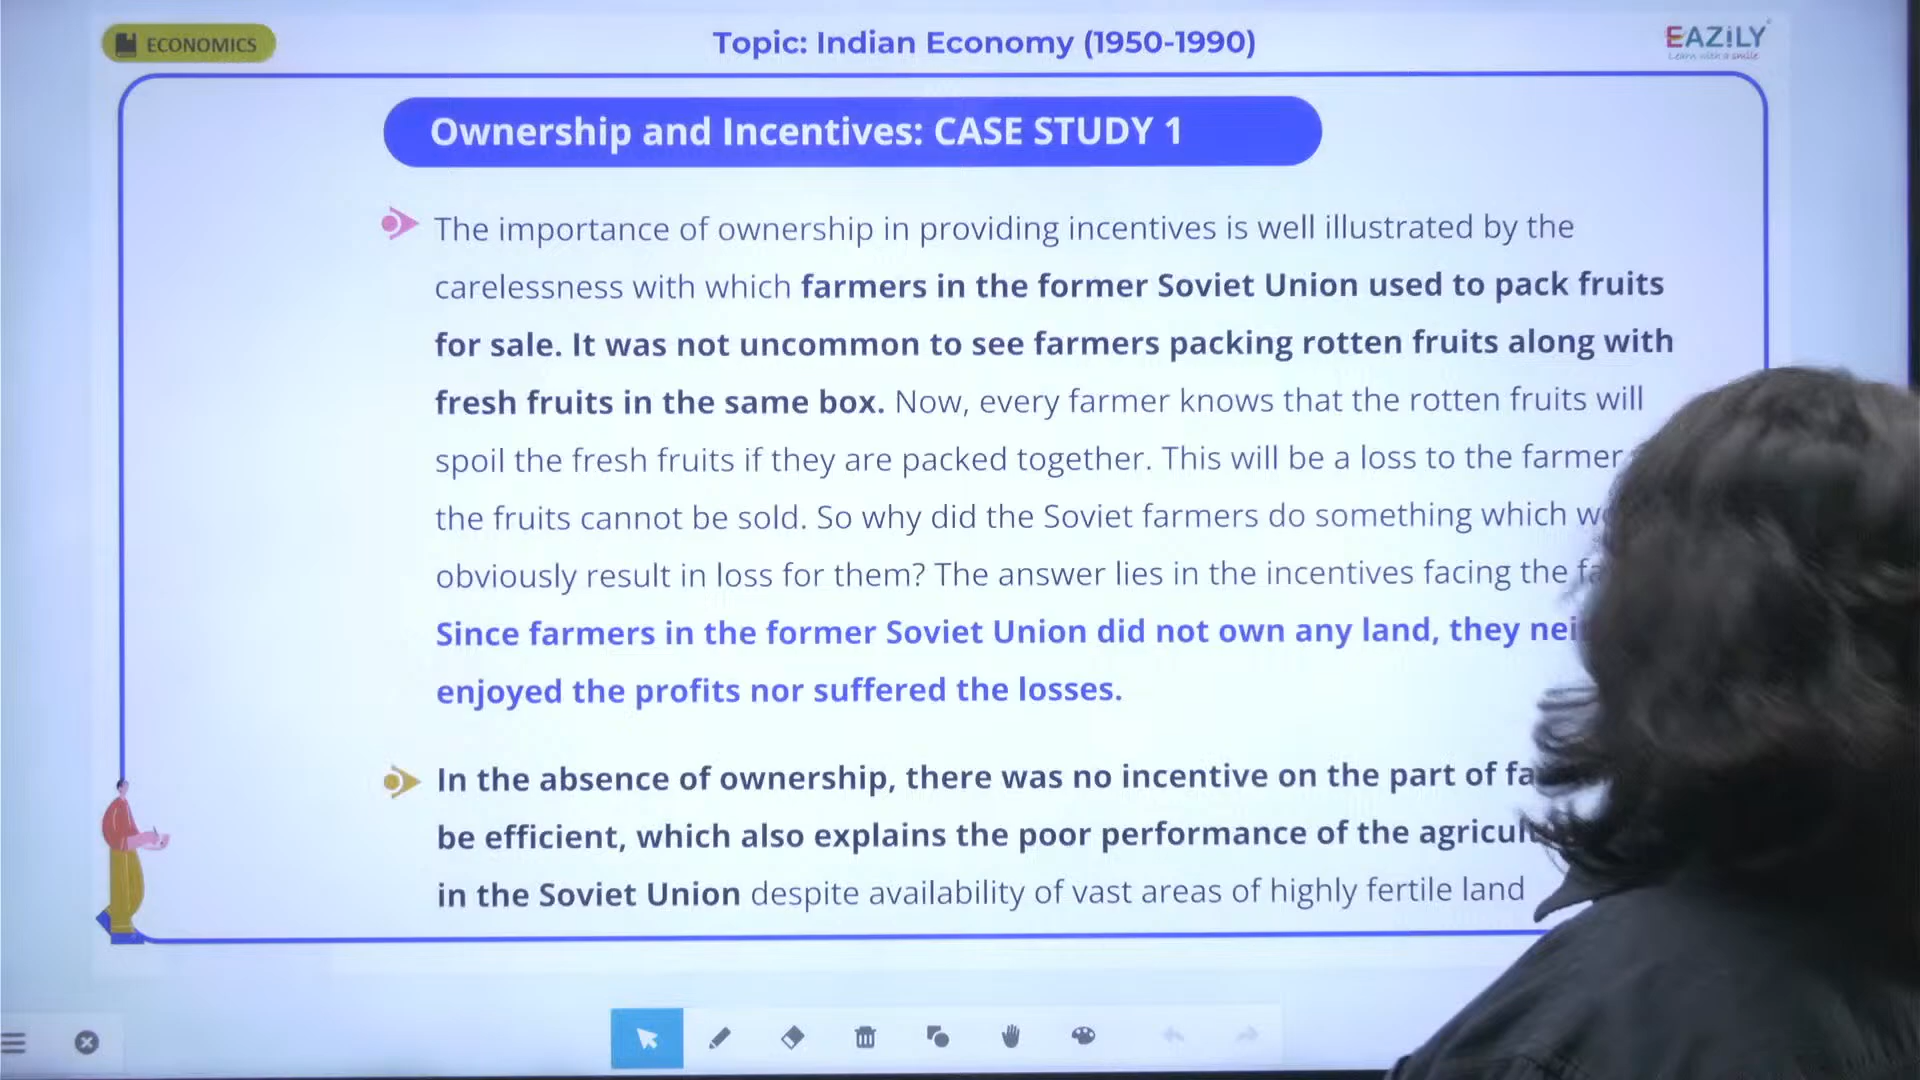 ECONOMICS
Topic: Indian Economy (1950-1990)
EAZiLY
Learn with a smile
Ownership and Incentives: CASE STUDY 1
The importance of ownership in providing incentives is well illustrated by the
carelessness with which farmers in the former Soviet Union used to pack fruits
for sale. It was not uncommon to see farmers packing rotten fruits along with
fresh fruits in the same box. Now, every farmer knows that the rotten fruits will
spoil the fresh fruits if they are packed together. This will be a loss to the farmer
the fruits cannot be sold. So why did the Soviet farmers do something which
obviously result in loss for them? The answer lies in the incentives facing the
Since farmers in the former Soviet Union did not own any land, they
enjoyed the profits nor suffered the losses.
In the absence of ownership, there was no incentive on the part of
be efficient, which also explains the poor performance of the
in the Soviet Union despite availability of vast areas of highly fertile land